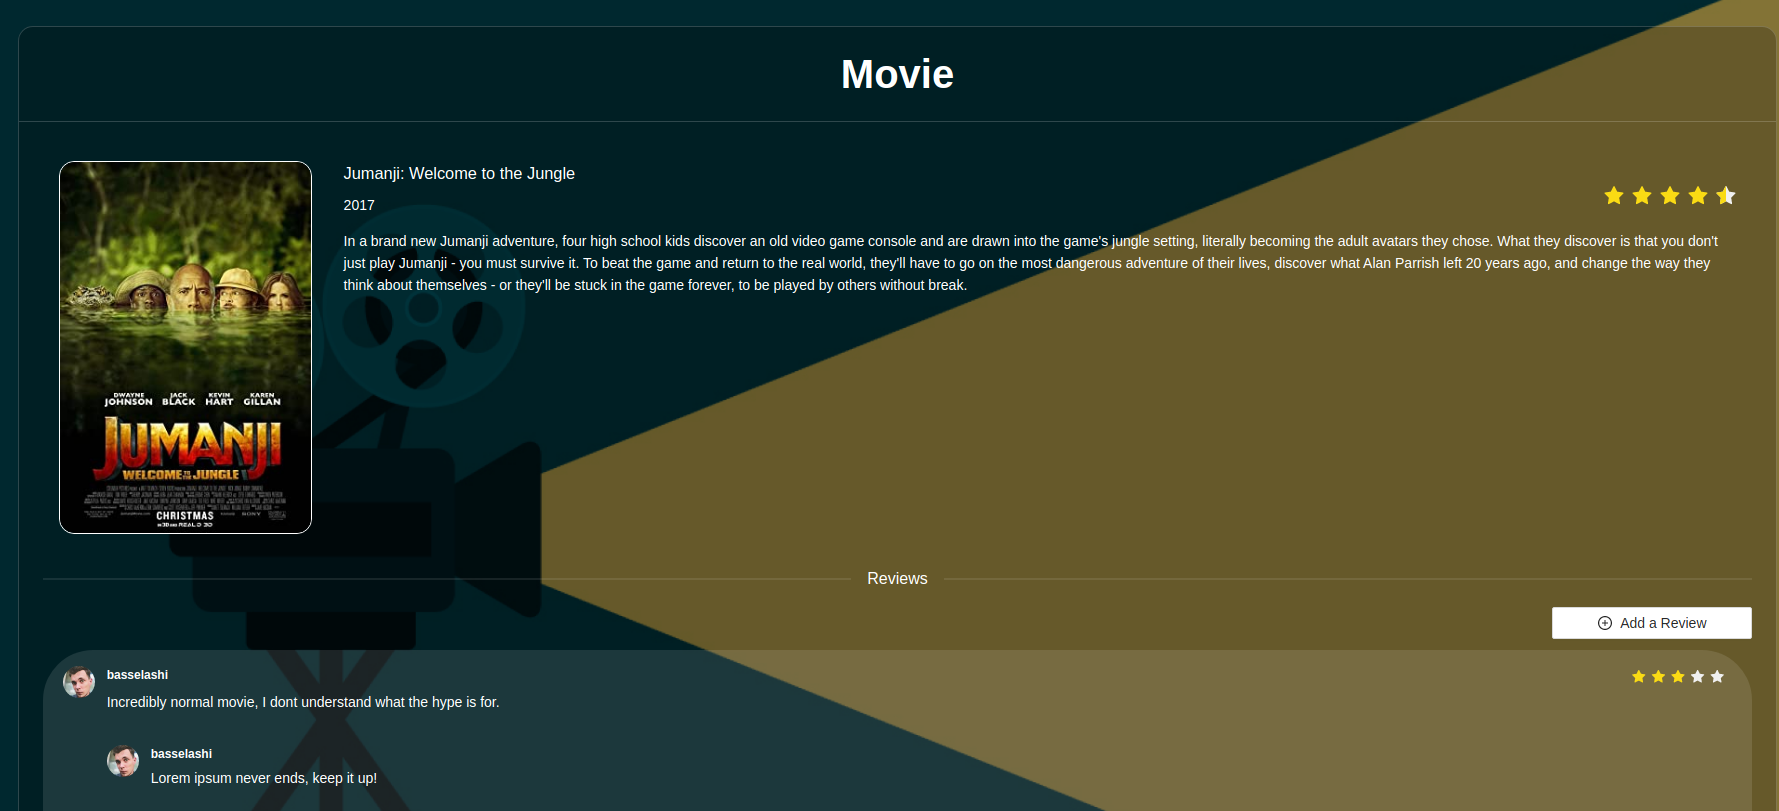 Movie
Jumanji: Welcome to the Jungle
2017
In a brand new Jumanji adventure, four high school kids discover an old video game console and are drawn into the game's jungle setting, literally becoming the adult avatars they chose. What they discover is that you don't
just play Jumanji - you must survive it. To beat the game and return to the real world, they'll have to go on the most dangerous adventure of their lives, discover what Alan Parrish left 20 years ago, and change the way they
think about themselves - or they'll be stuck in the game forever, to be played by others without break.
DWAYNE JOHNSON JACK BLACK KEVIN HART KAREN GILLAN
JUMANJI
WELCOME TO THE JUNGLE
CHRISTMAS
IN 3D AND REAL D 3D
SONY
Reviews
Add a Review
basselashi
Incredibly normal movie, I dont understand what the hype is for.
basselashi
Lorem ipsum never ends, keep it up!